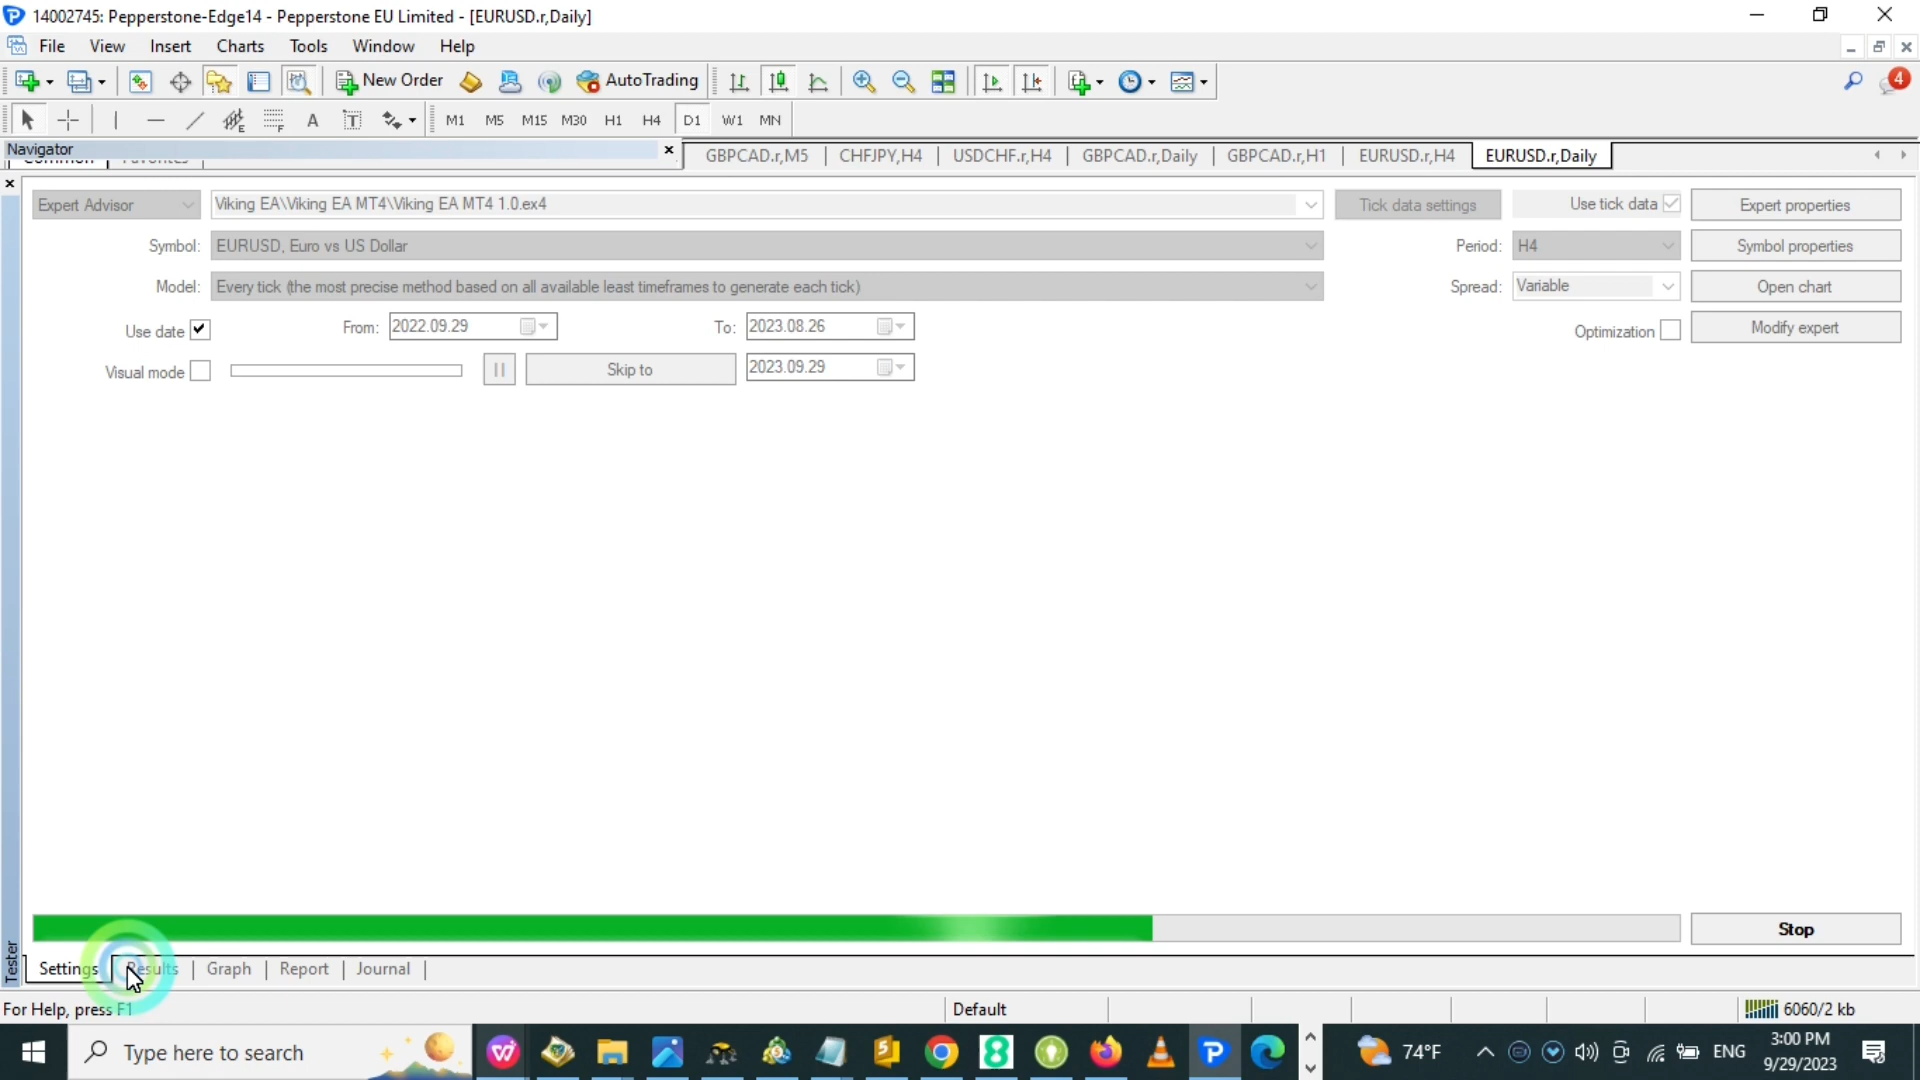 14002745: Pepperstone-Edge14 - Pepperstone EU Limited - [EURUSD.r,Daily]
File View Insert Charts Tools Window Help
New Order AutoTrading 4
A T M1 M5 M15 M30 H1 H4 D1 W1 MN
Navigator
Common Favorites
GBPCAD.r,M5 CHFJPY,H4 USDCHF.r,H4 GBPCAD.r,Daily GBPCAD.r,H1 EURUSD.r,H4 EURUSD.r,Daily
Expert Advisor Viking EA\Viking EA MT4\Viking EA MT4 1.0.ex4 Tick data settings Use tick data Expert properties
Symbol: EURUSD, Euro vs US Dollar Period: H4 Symbol properties
Model: Every tick (the most precise method based on all available least timeframes to generate each tick) Spread: Variable Open chart
Use date From: 2022.09.29 To: 2023.08.26 Optimization Modify expert
Visual mode Skip to 2023.09.29
Stop
Tester
Settings Results Graph Report Journal
For Help, press F1 Default 6060/2 kb
Type here to search 74°F ENG 3:00 PM
9/29/2023